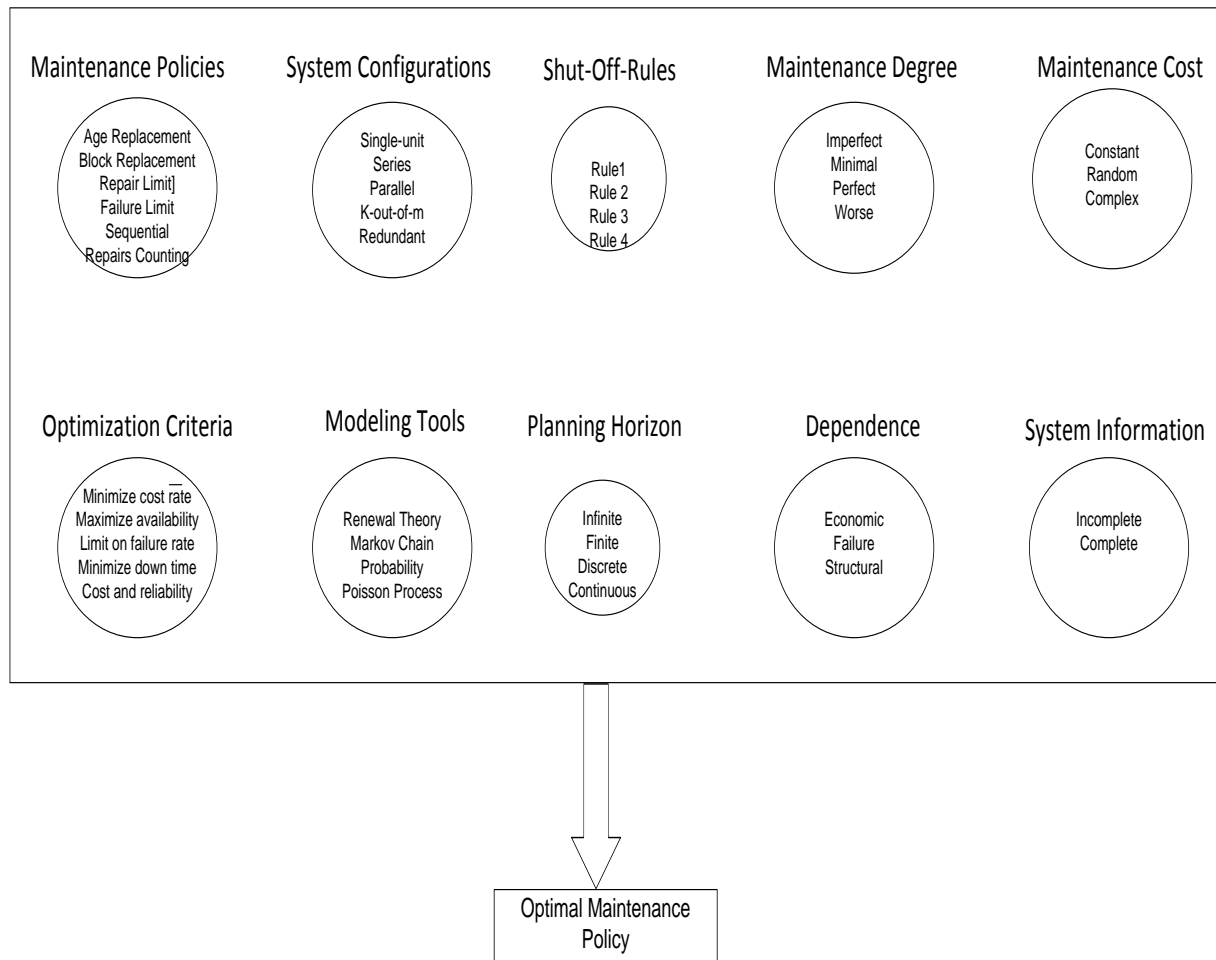 Maintenance Policies
Age Replacement
Block Replacement
Repair Limit]
Failure Limit
Sequential
Repairs Counting
System Configurations
Single-unit
Series
Parallel
K-out-of-m
Redundant
Shut-Off-Rules
Rule1
Rule 2
Rule 3
Rule 4
Maintenance Degree
Imperfect
Minimal
Perfect
Worse
Maintenance Cost
Constant
Random
Complex
Optimization Criteria
Minimize cost rate
Maximize availability
Limit on failure rate
Minimize down time
Cost and reliability
Modeling Tools
Renewal Theory
Markov Chain
Probability
Poisson Process
Planning Horizon
Infinite
Finite
Discrete
Continuous
Dependence
Economic
Failure
Structural
System Information
Incomplete
Complete
Optimal Maintenance
Policy